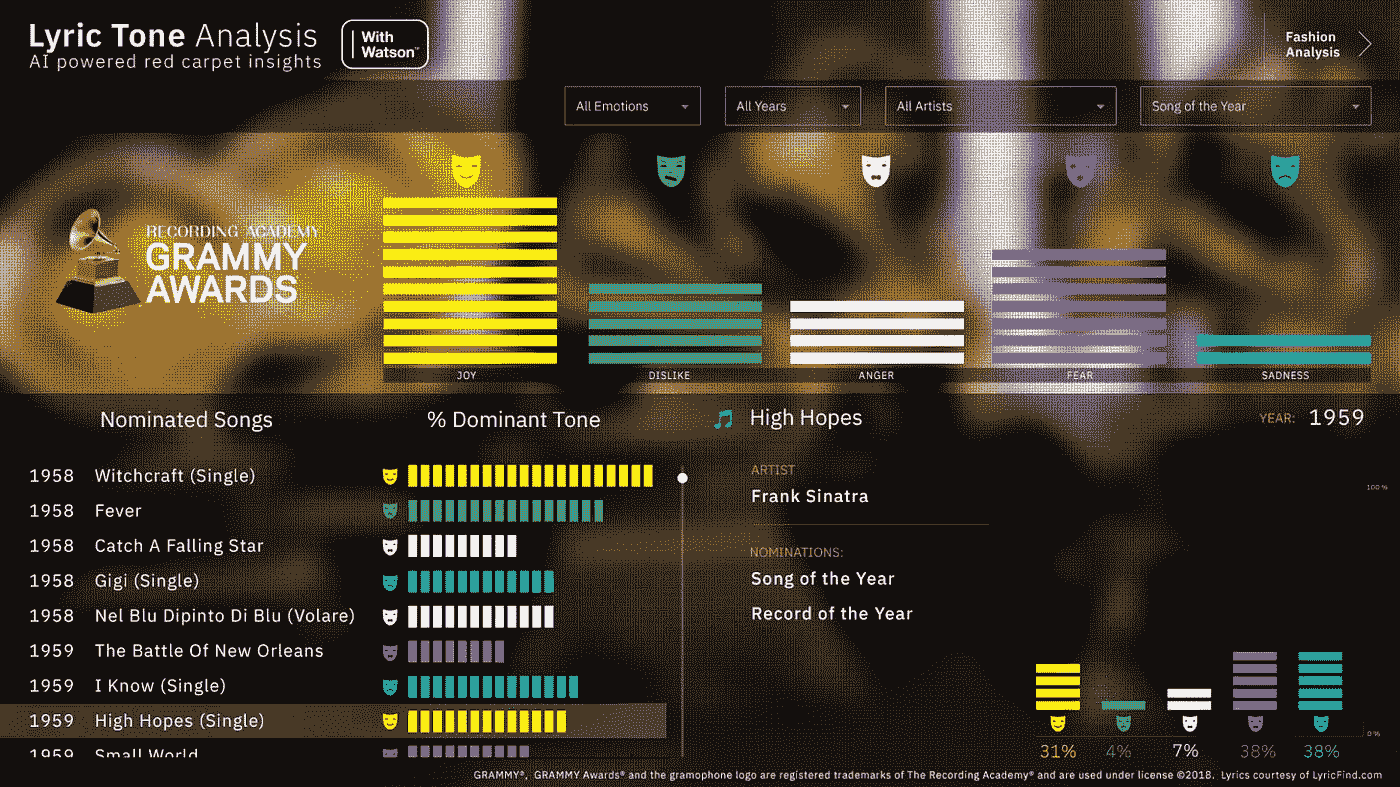 Lyric Tone Analysis
AI powered red carpet insights
With
Watson™
Fashion
Analysis
All Emotions
All Years
All Artists
Song of the Year
RECORDING ACADEMY
GRAMMY
AWARDS
JOY
DISLIKE
ANGER
FEAR
SADNESS
Nominated Songs
% Dominant Tone
1958 Witchcraft (Single)
1958 Fever
1958 Catch A Falling Star
1958 Gigi (Single)
1958 Nel Blu Dipinto Di Blu (Volare)
1959 The Battle Of New Orleans
1959 I Know (Single)
1959 High Hopes (Single)
1959 Small World
High Hopes
YEAR: 1959
ARTIST
Frank Sinatra
NOMINATIONS:
Song of the Year
Record of the Year
100 %
0 %
31% 4% 7% 38% 38%
GRAMMY®, GRAMMY Awards® and the gramophone logo are registered trademarks of The Recording Academy® and are used under license ©2018. Lyrics courtesy of LyricFind.com